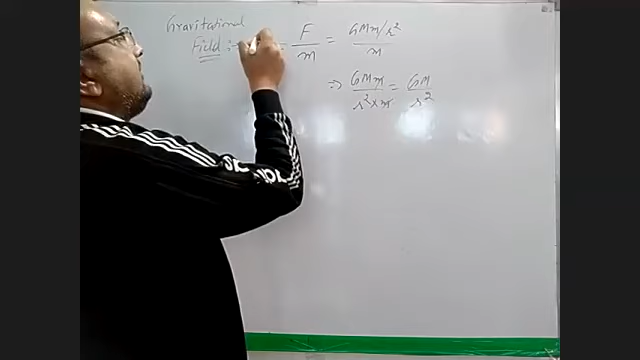 Gravitational
Field :- F/m = GMm/r²/m
⇒ GMm/r²×m = GM/r²